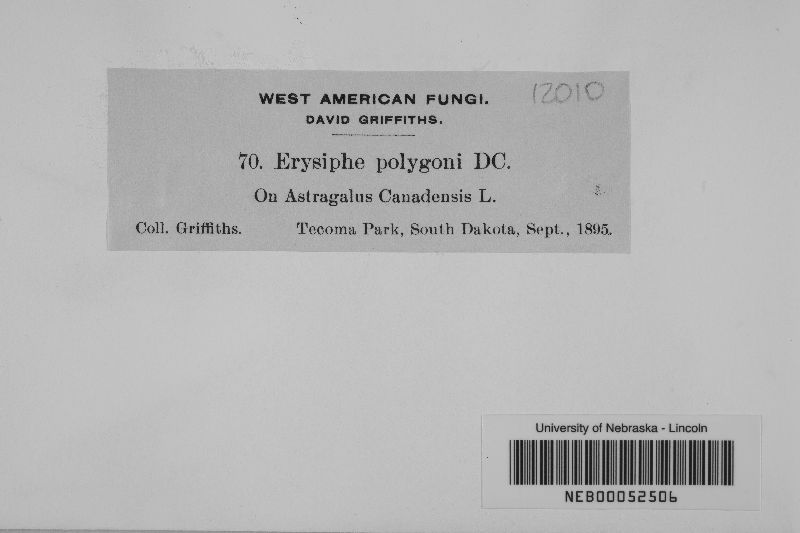 WEST AMERICAN FUNGI.
12010
DAVID GRIFFITHS.
70. Erysiphe polygoni DC.
On Astragalus Canadensis L.
Coll. Griffiths. Tecoma Park, South Dakota, Sept., 1895.
University of Nebraska - Lincoln
NEB00052506